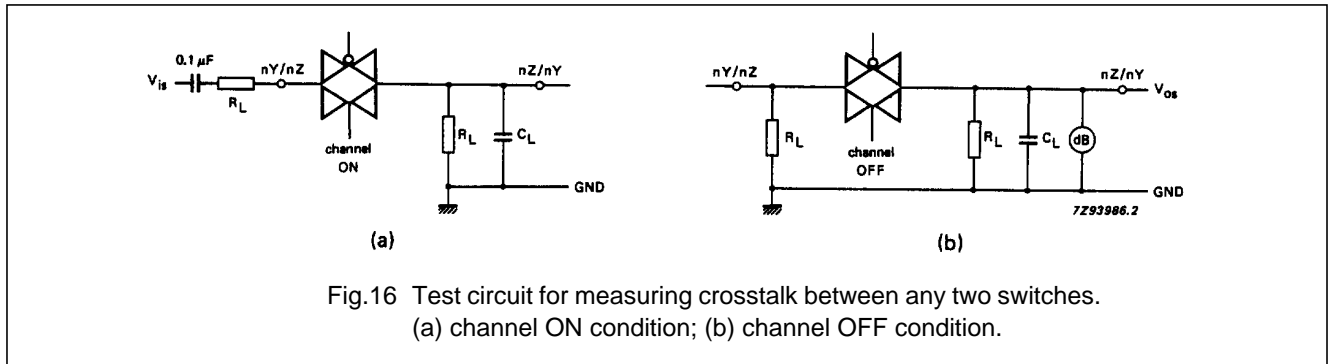 0.1 µF
V_is
R_L
nY/nZ
channel
ON
nZ/nY
R_L
C_L
GND
(a)
nY/nZ
R_L
channel
OFF
nZ/nY
V_os
R_L
C_L
dB
GND
7Z93986.2
(b)
Fig.16 Test circuit for measuring crosstalk between any two switches.
(a) channel ON condition; (b) channel OFF condition.